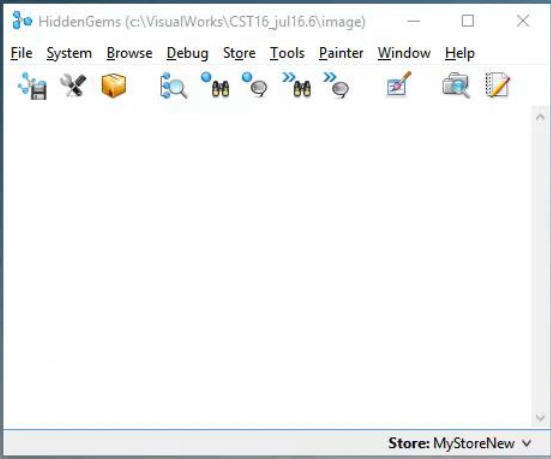 HiddenGems (c:\VisualWorks\CST16_jul16.6\image)
File System Browse Debug Store Tools Painter Window Help
Store: MyStoreNew